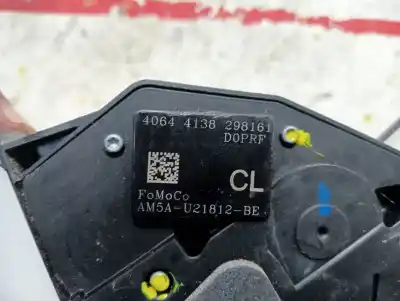 4064 4138 298161
D0PRF
CL
FoMoCo
AM5A-U21812-BE